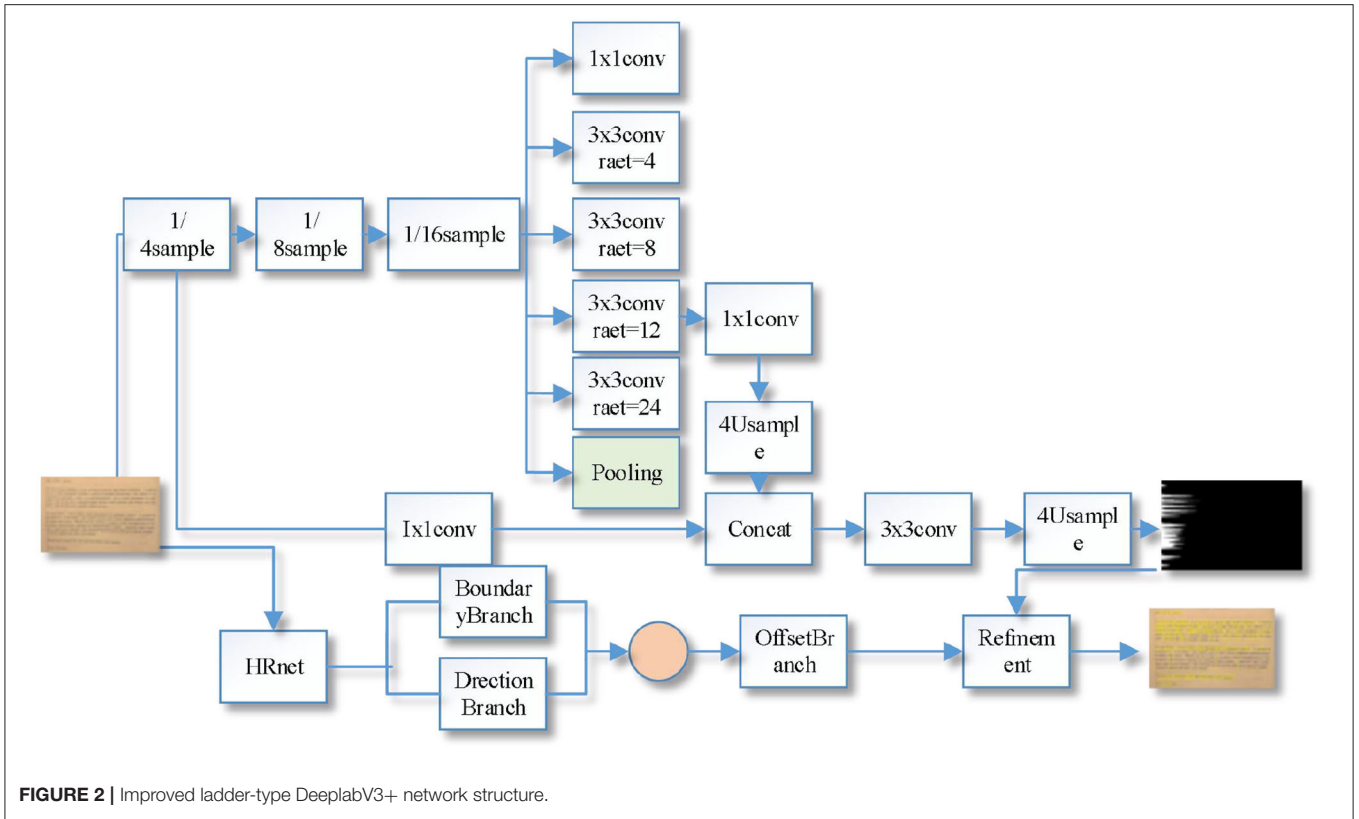 1x1conv
3x3conv
raet=4
1/
4sample
1/
8sample
1/16sample
3x3conv
raet=8
3x3conv
raet=12
1x1conv
3x3conv
raet=24
4Usampl
e
Pooling
1x1conv
Concat
3x3conv
4Usampl
e
Boundar
yBranch
HRnet
Drection
Branch
OffsetBr
anch
Refinem
ent
FIGURE 2 | Improved ladder-type DeeplabV3+ network structure.